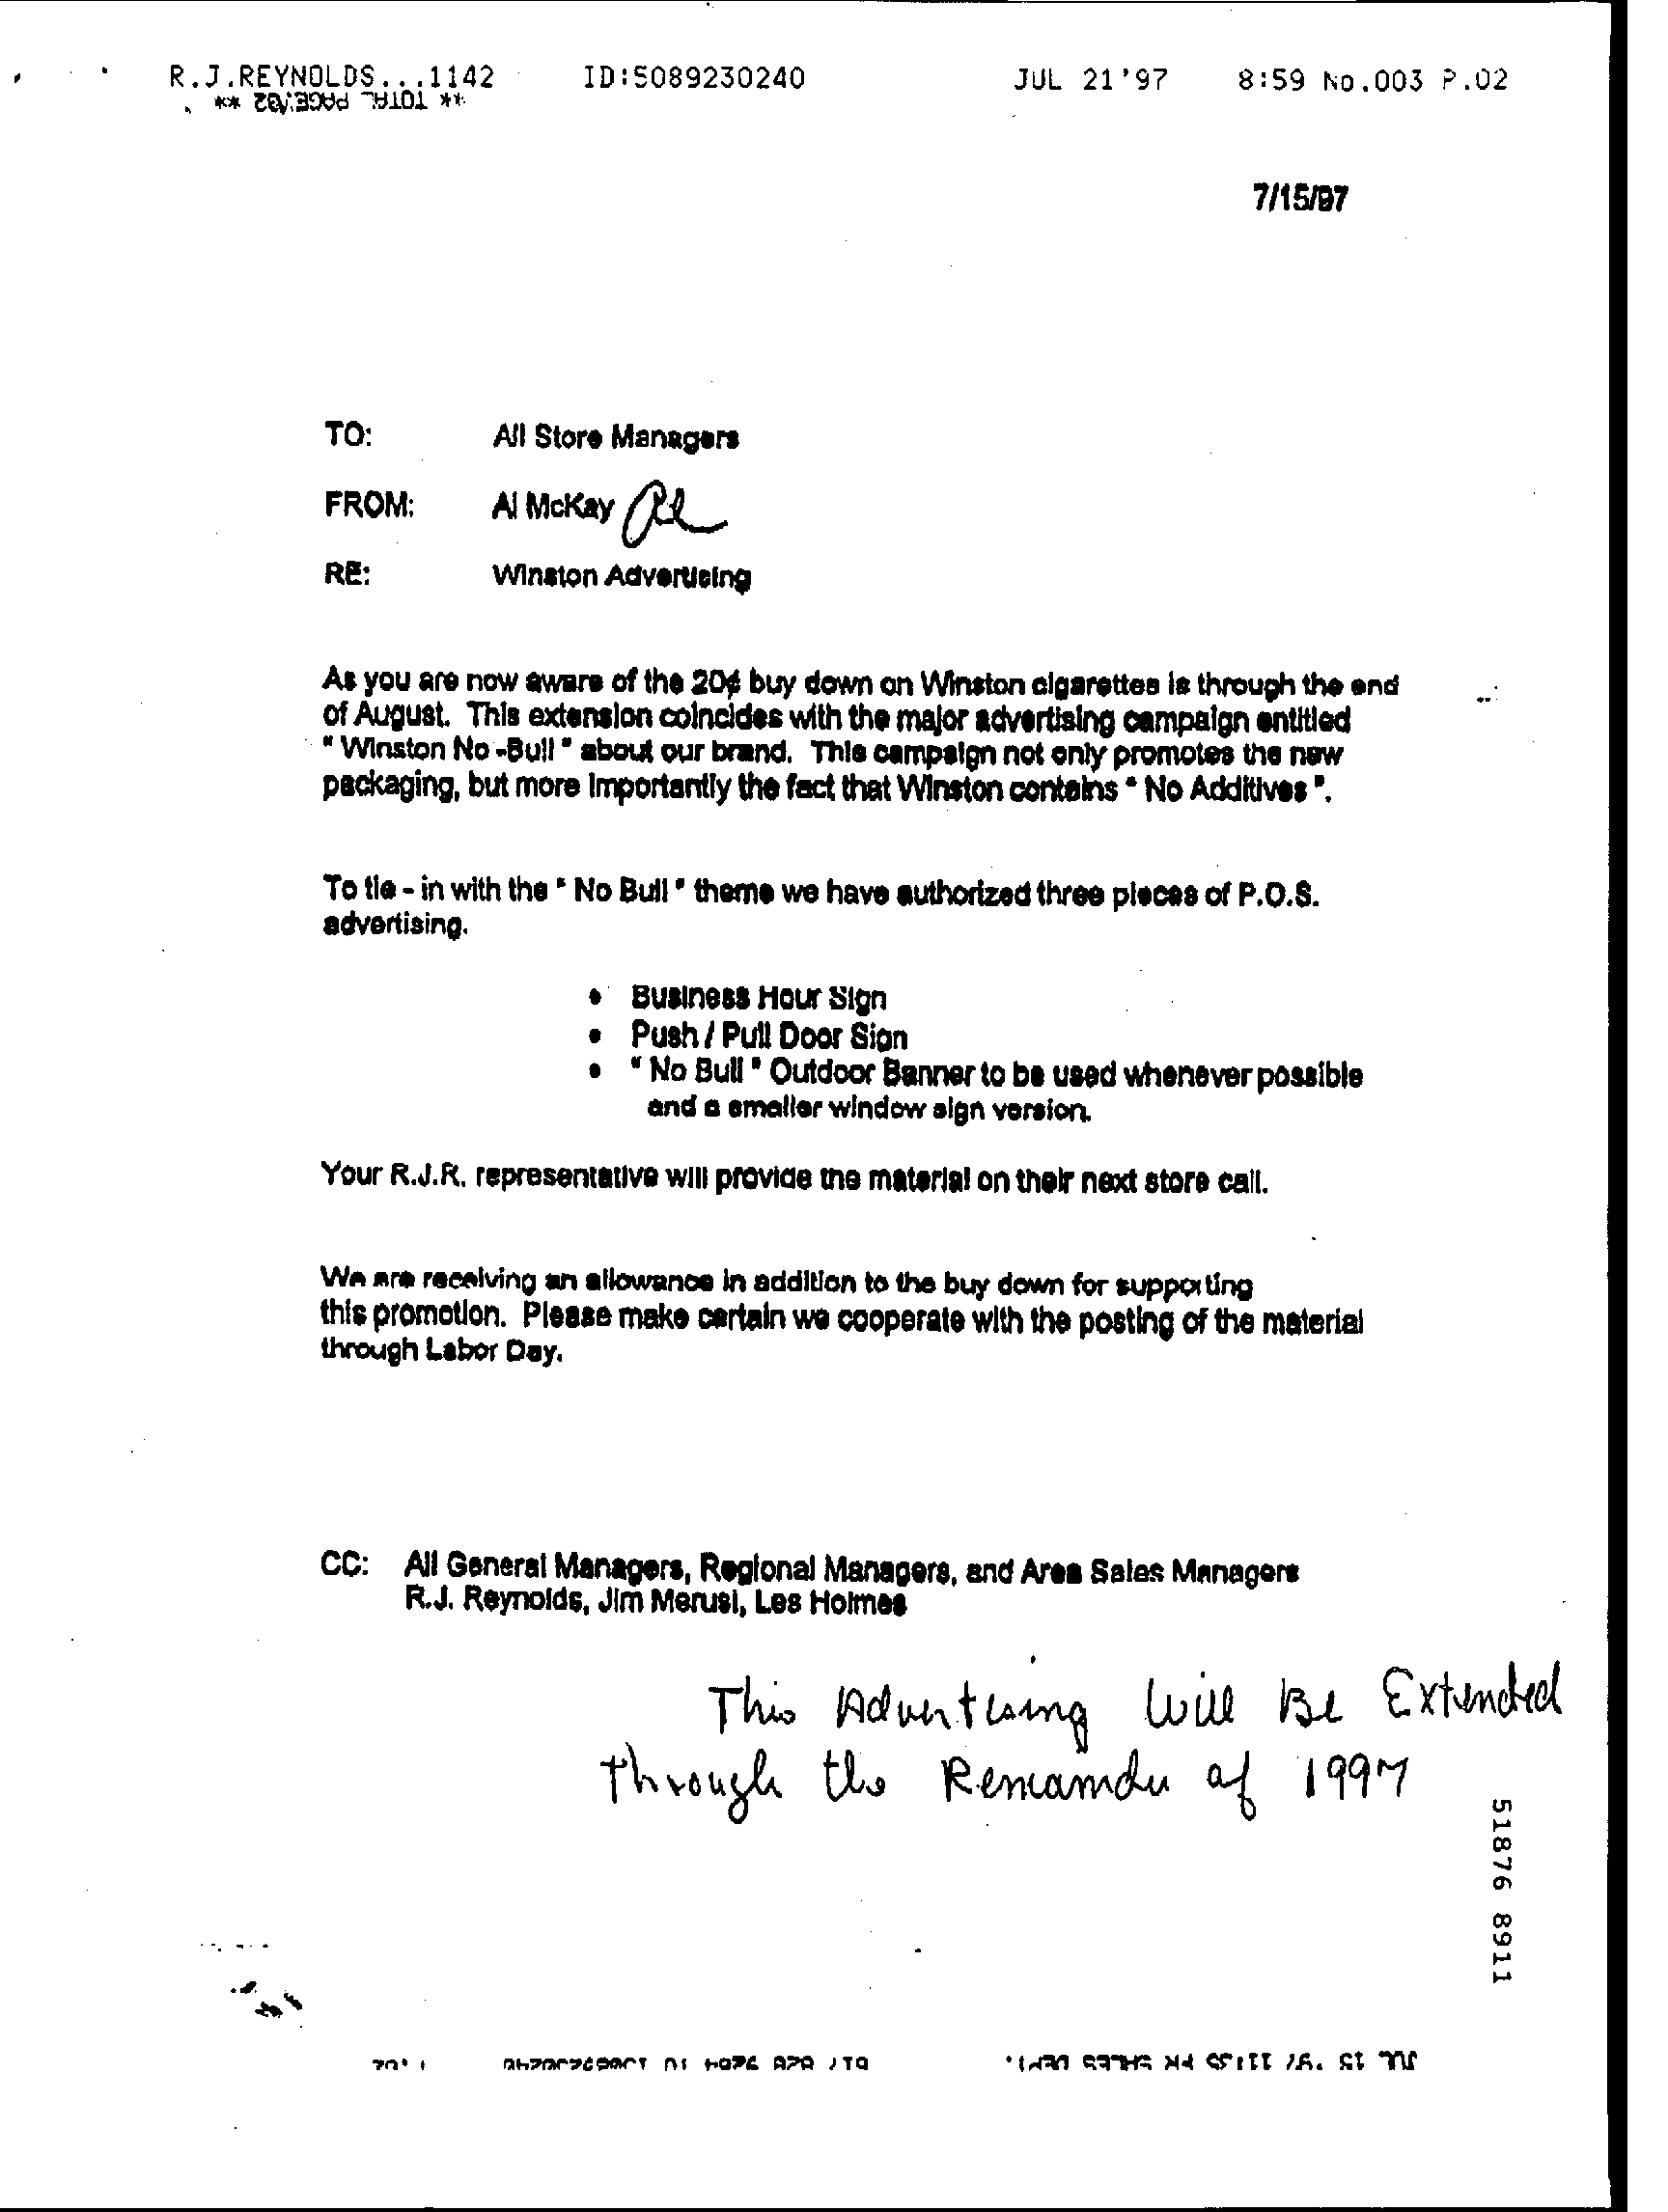 R.J.REYNOLDS...1142 ID:5089230240 JUL 21'97 8:59 No.003 P.02
** TOTAL PAGE.002 **
7/15/97
TO: All Store Managers
FROM: Al McKay
RE: Winston Advertising
As you are now aware of the 20¢ buy down on Winston cigarettes is through the end
of August. This extension coincides with the major advertising campaign entitled
" Winston No -Bull " about our brand. This campaign not only promotes the new
packaging, but more importantly the fact that Winston contains " No Additives ".
To tie - in with the " No Bull " theme we have authorized three pieces of P.O.S.
advertising.
• Business Hour Sign
• Push / Pull Door Sign
• " No Bull " Outdoor Banner to be used whenever possible
and a smaller window sign version.
Your R.J.R. representative will provide the material on their next store call.
We are receiving an allowance in addition to the buy down for supporting
this promotion. Please make certain we cooperate with the posting of the material
through Labor Day.
CC: All General Managers, Regional Managers, and Area Sales Managers
R.J. Reynolds, Jim Merusi, Les Holmes
This Advertising Will Be Extended
Through the Remainder of 1997
51876 8911
JUL 15 '97 11:35 PK SALES DEPT.